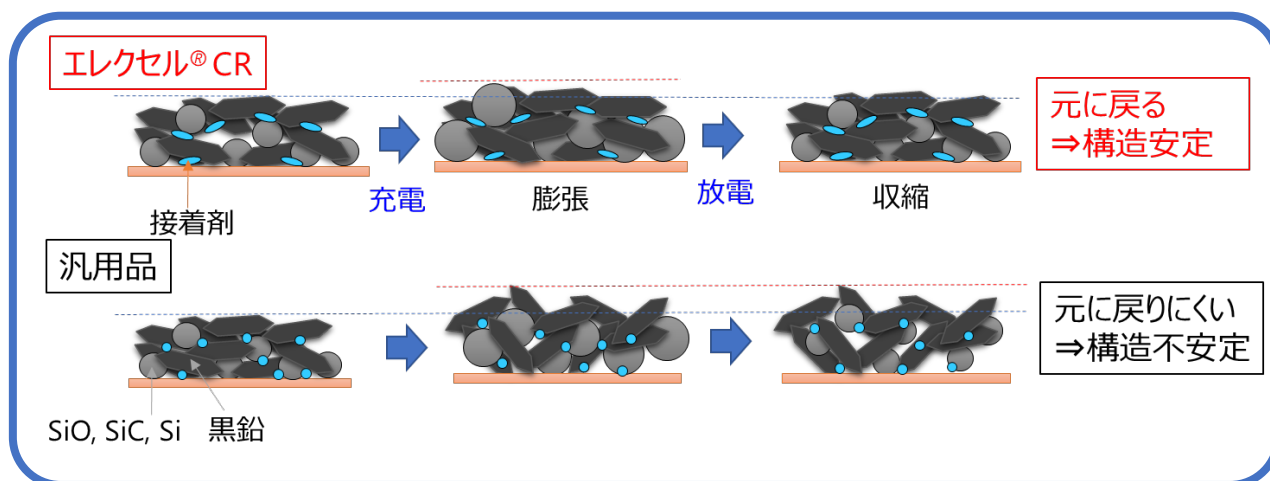 エレクセル® CR
元に戻る
⇒構造安定
充電
膨張
放電
収縮
接着剤
汎用品
元に戻りにくい
⇒構造不安定
SiO, SiC, Si
黒鉛